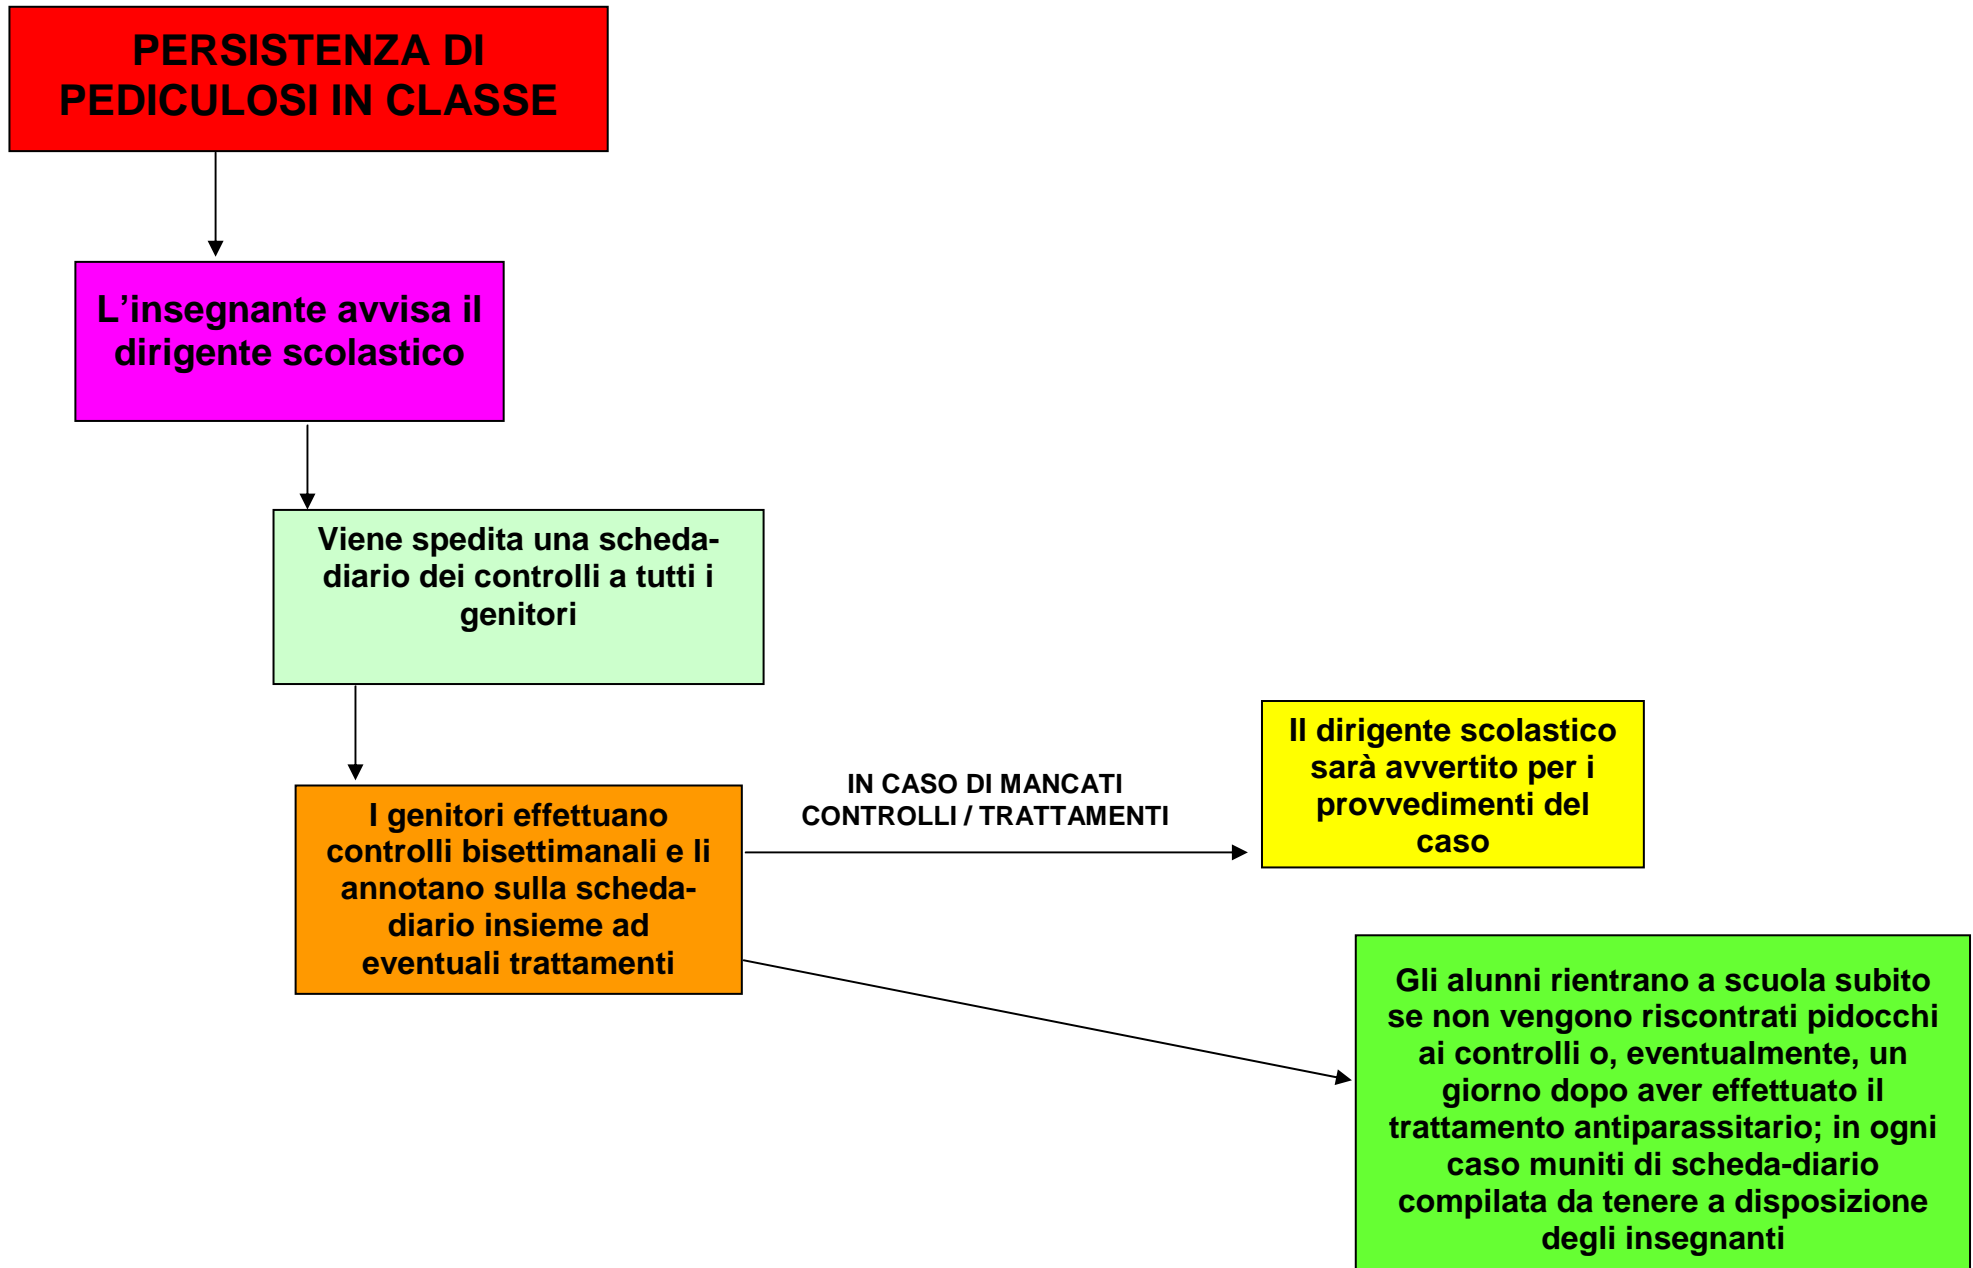 PERSISTENZA DI
PEDICULOSI IN CLASSE
L’insegnante avvisa il
dirigente scolastico
Viene spedita una scheda-
diario dei controlli a tutti i
genitori
I genitori effettuano
controlli bisettimanali e li
annotano sulla scheda-
diario insieme ad
eventuali trattamenti
IN CASO DI MANCATI
CONTROLLI / TRATTAMENTI
Il dirigente scolastico
sarà avvertito per i
provvedimenti del
caso
Gli alunni rientrano a scuola subito
se non vengono riscontrati pidocchi
ai controlli o, eventualmente, un
giorno dopo aver effettuato il
trattamento antiparassitario; in ogni
caso muniti di scheda-diario
compilata da tenere a disposizione
degli insegnanti